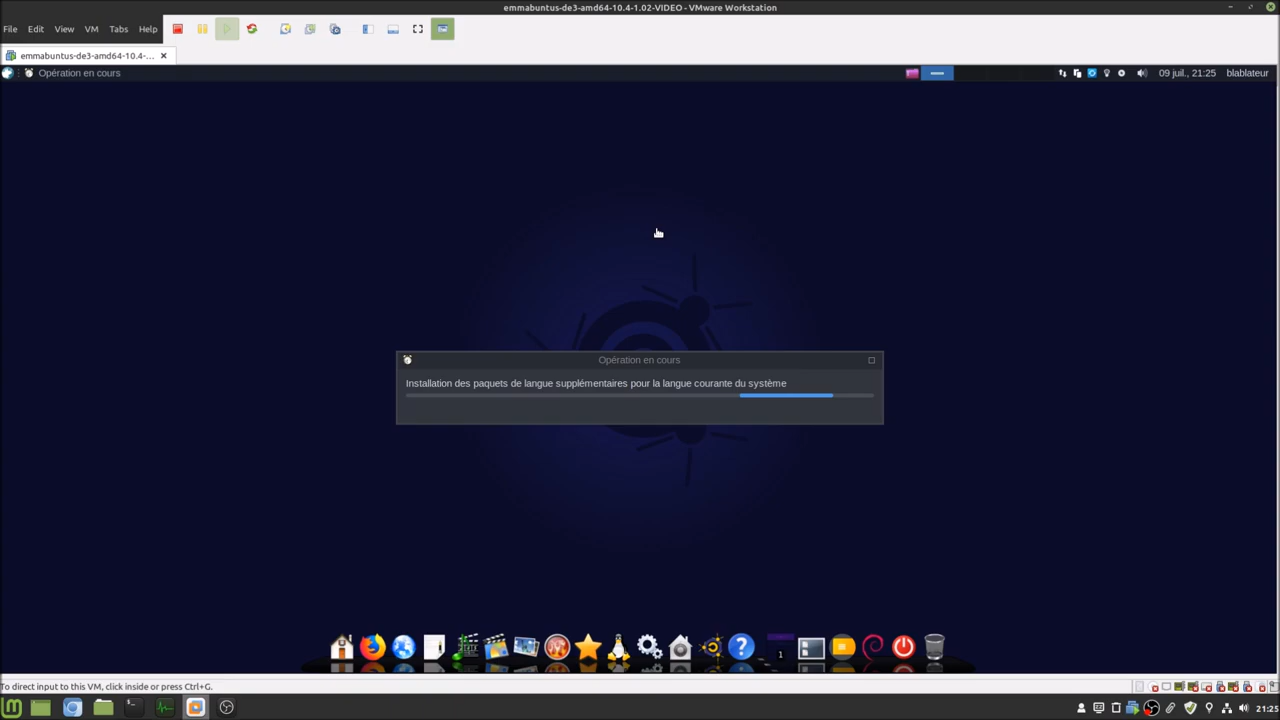 emmabuntus-de3-amd64-10.4-1.02-VIDEO - VMware Workstation
File Edit View VM Tabs Help
emmabuntus-de3-amd64-10.4-...
Opération en cours
09 juil., 21:25 blablateur
Opération en cours
Installation des paquets de langue supplémentaires pour la langue courante du système
1
To direct input to this VM, click inside or press Ctrl+G.
21:25